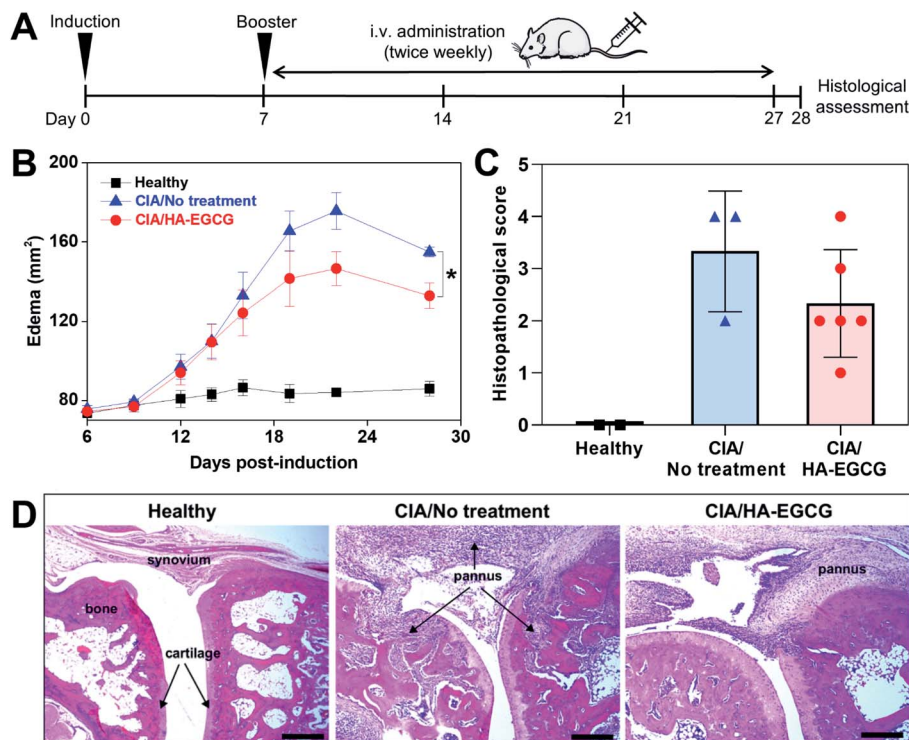 A
Induction
Booster
i.v. administration
(twice weekly)
Day 0
7
14
21
27
28
Histological
assessment
B
Healthy
CIA/No treatment
CIA/HA-EGCG
Edema (mm²)
200
160
120
80
*
6
12
18
24
30
Days post-induction
C
Histopathological score
5
4
3
2
1
0
Healthy
CIA/
No treatment
CIA/
HA-EGCG
D
Healthy
synovium
bone
cartilage
CIA/No treatment
pannus
CIA/HA-EGCG
pannus